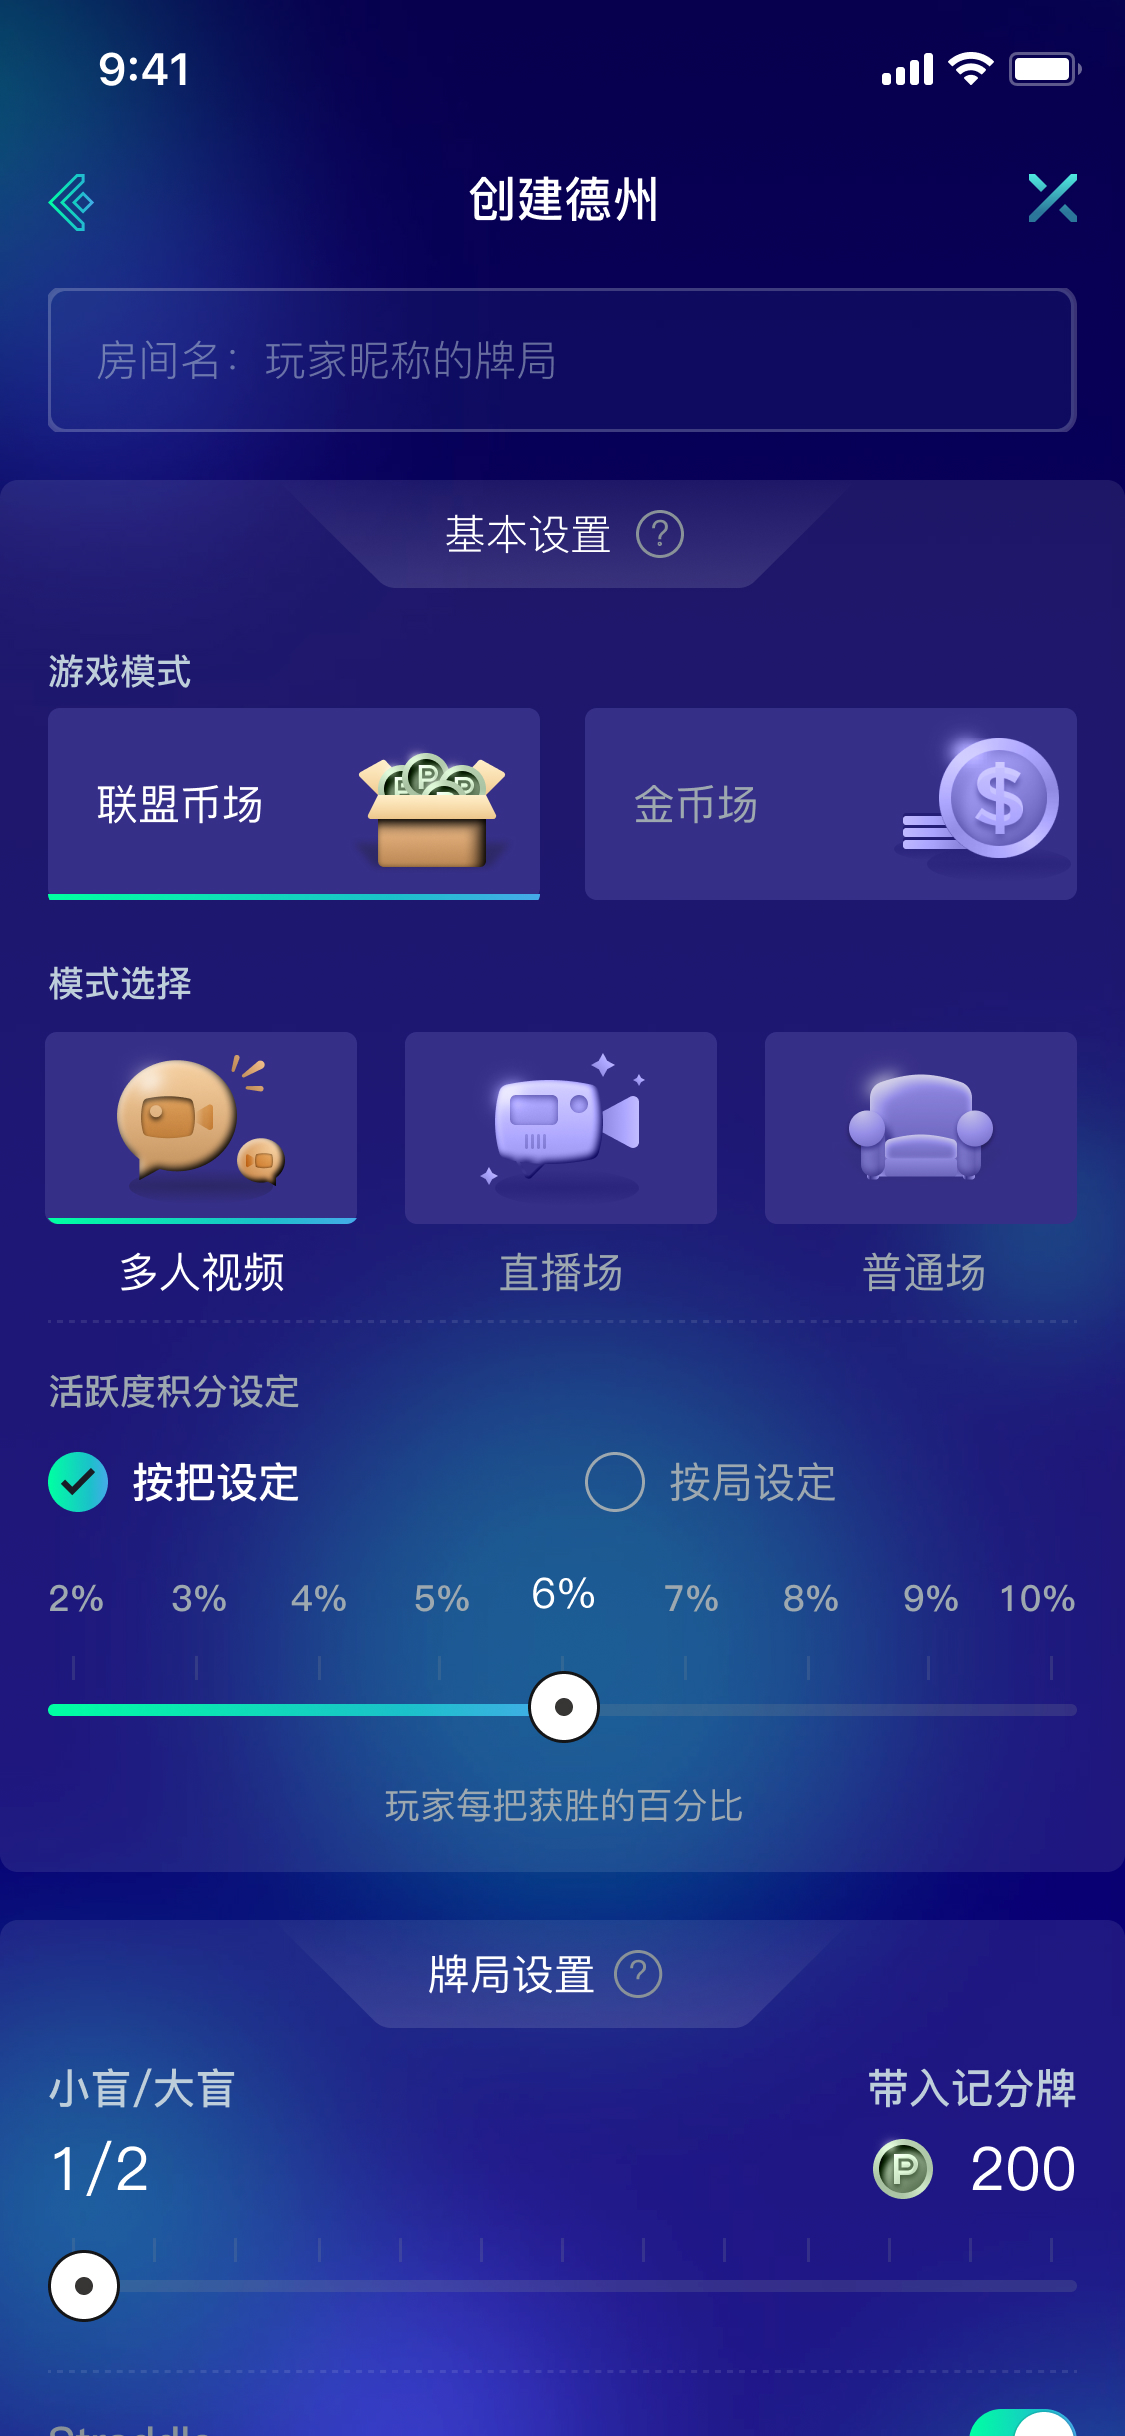 9:41
创建德州
房间名：玩家昵称的牌局
基本设置 ?
游戏模式
联盟币场
金币场
模式选择
多人视频
直播场
普通场
活跃度积分设定
按把设定
按局设定
2% 3% 4% 5% 6% 7% 8% 9% 10%
玩家每把获胜的百分比
牌局设置 ?
小盲/大盲
带入记分牌
1/2
P 200
Straddle